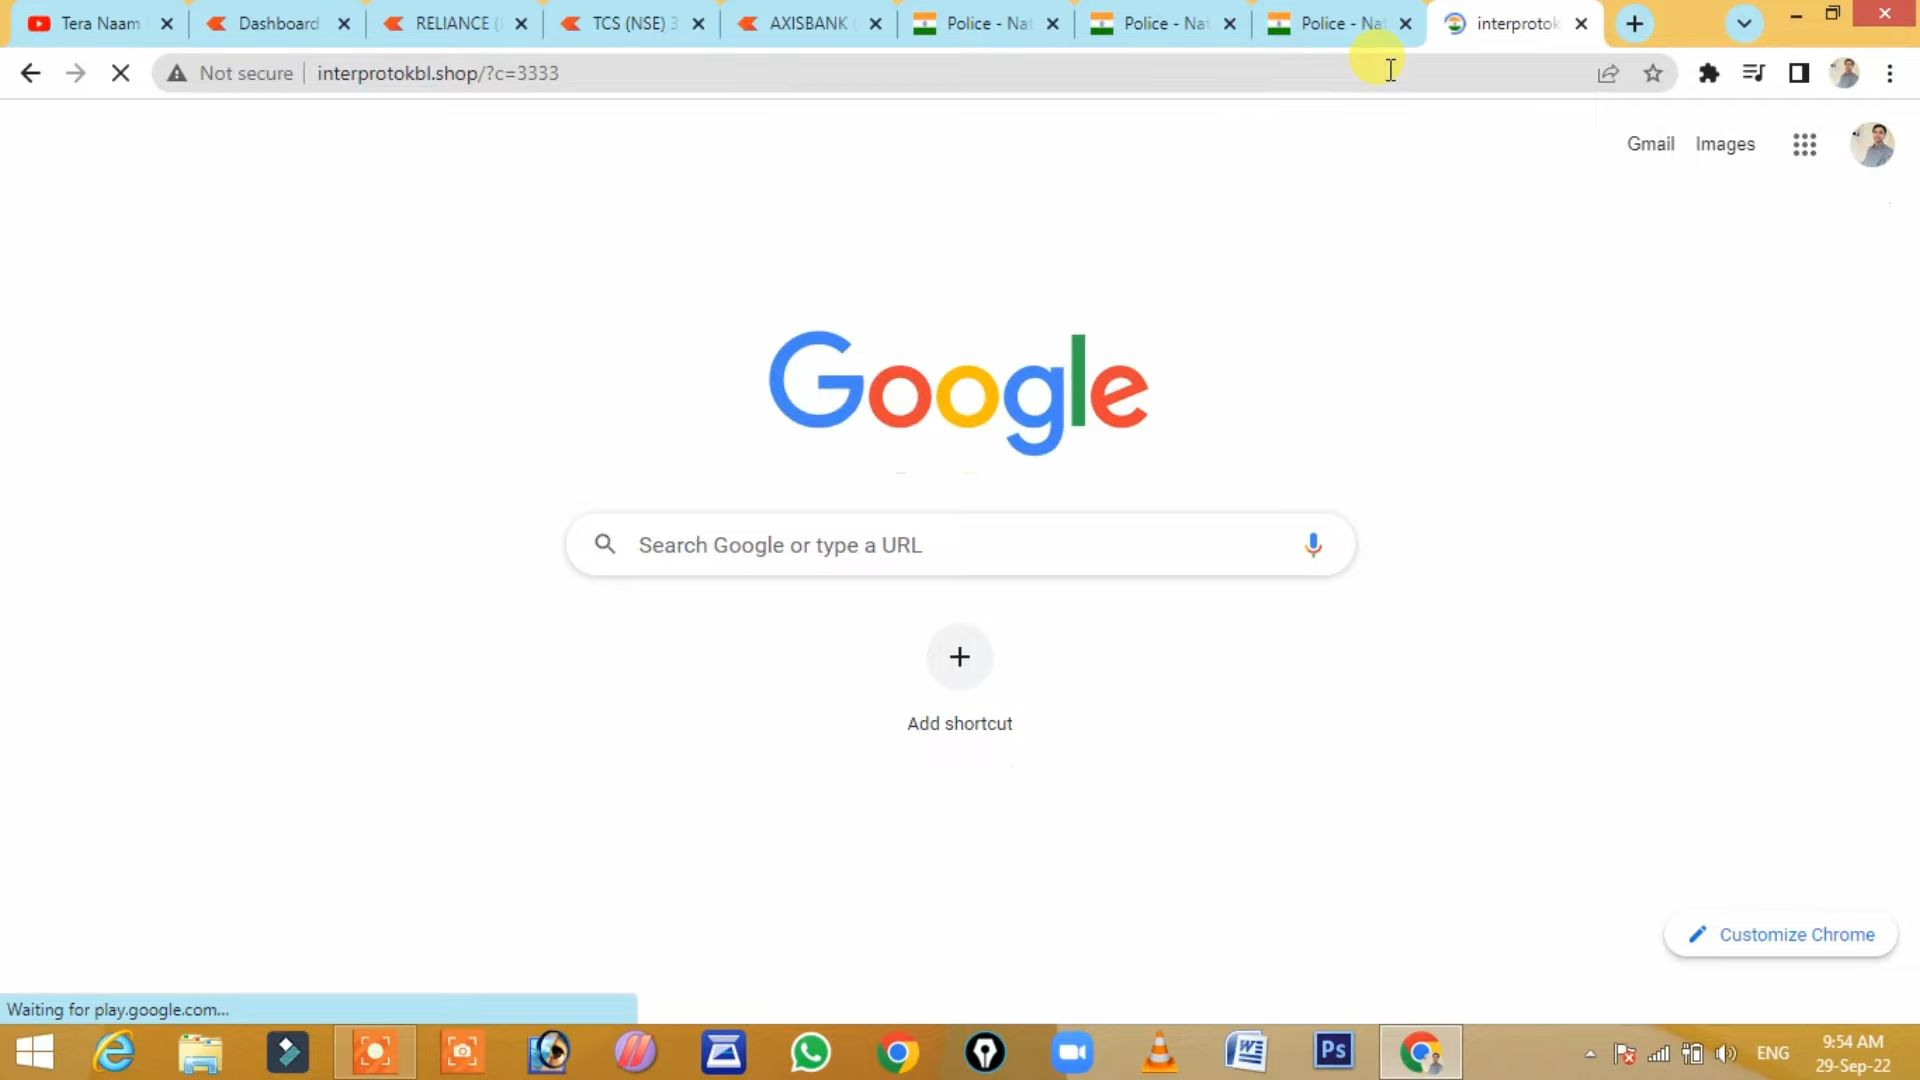 Tera Naam
Dashboard
RELIANCE (
TCS (NSE) 3
AXISBANK
Police - Nat
Police - Nat
Police - Nat
interprotok
Not secure
interprotokbl.shop/?c=3333
Gmail
Images
Google
Search Google or type a URL
Add shortcut
Customize Chrome
Waiting for play.google.com...
Ps
ENG
9:54 AM
29-Sep-22